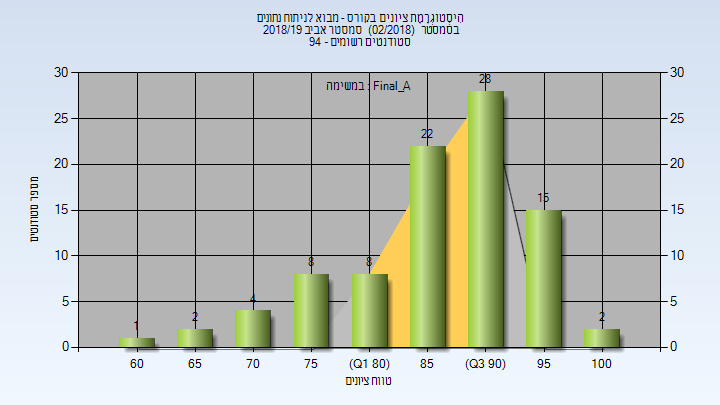 היסטוגרמת ציונים בקורס - מבוא לניתוח נתונים
בסמסטר (02/2018) סמסטר אביב 2018/19
סטודנטים רשומים - 94
במשימה : Final_A
30 30
25 25
20 20
15 15
10 10
5 5
0 0
1 2 4 8 8 22 28 15 2
60 65 70 75 (Q1 80) 85 (Q3 90) 95 100
מספר סטודנטים
טווח ציונים